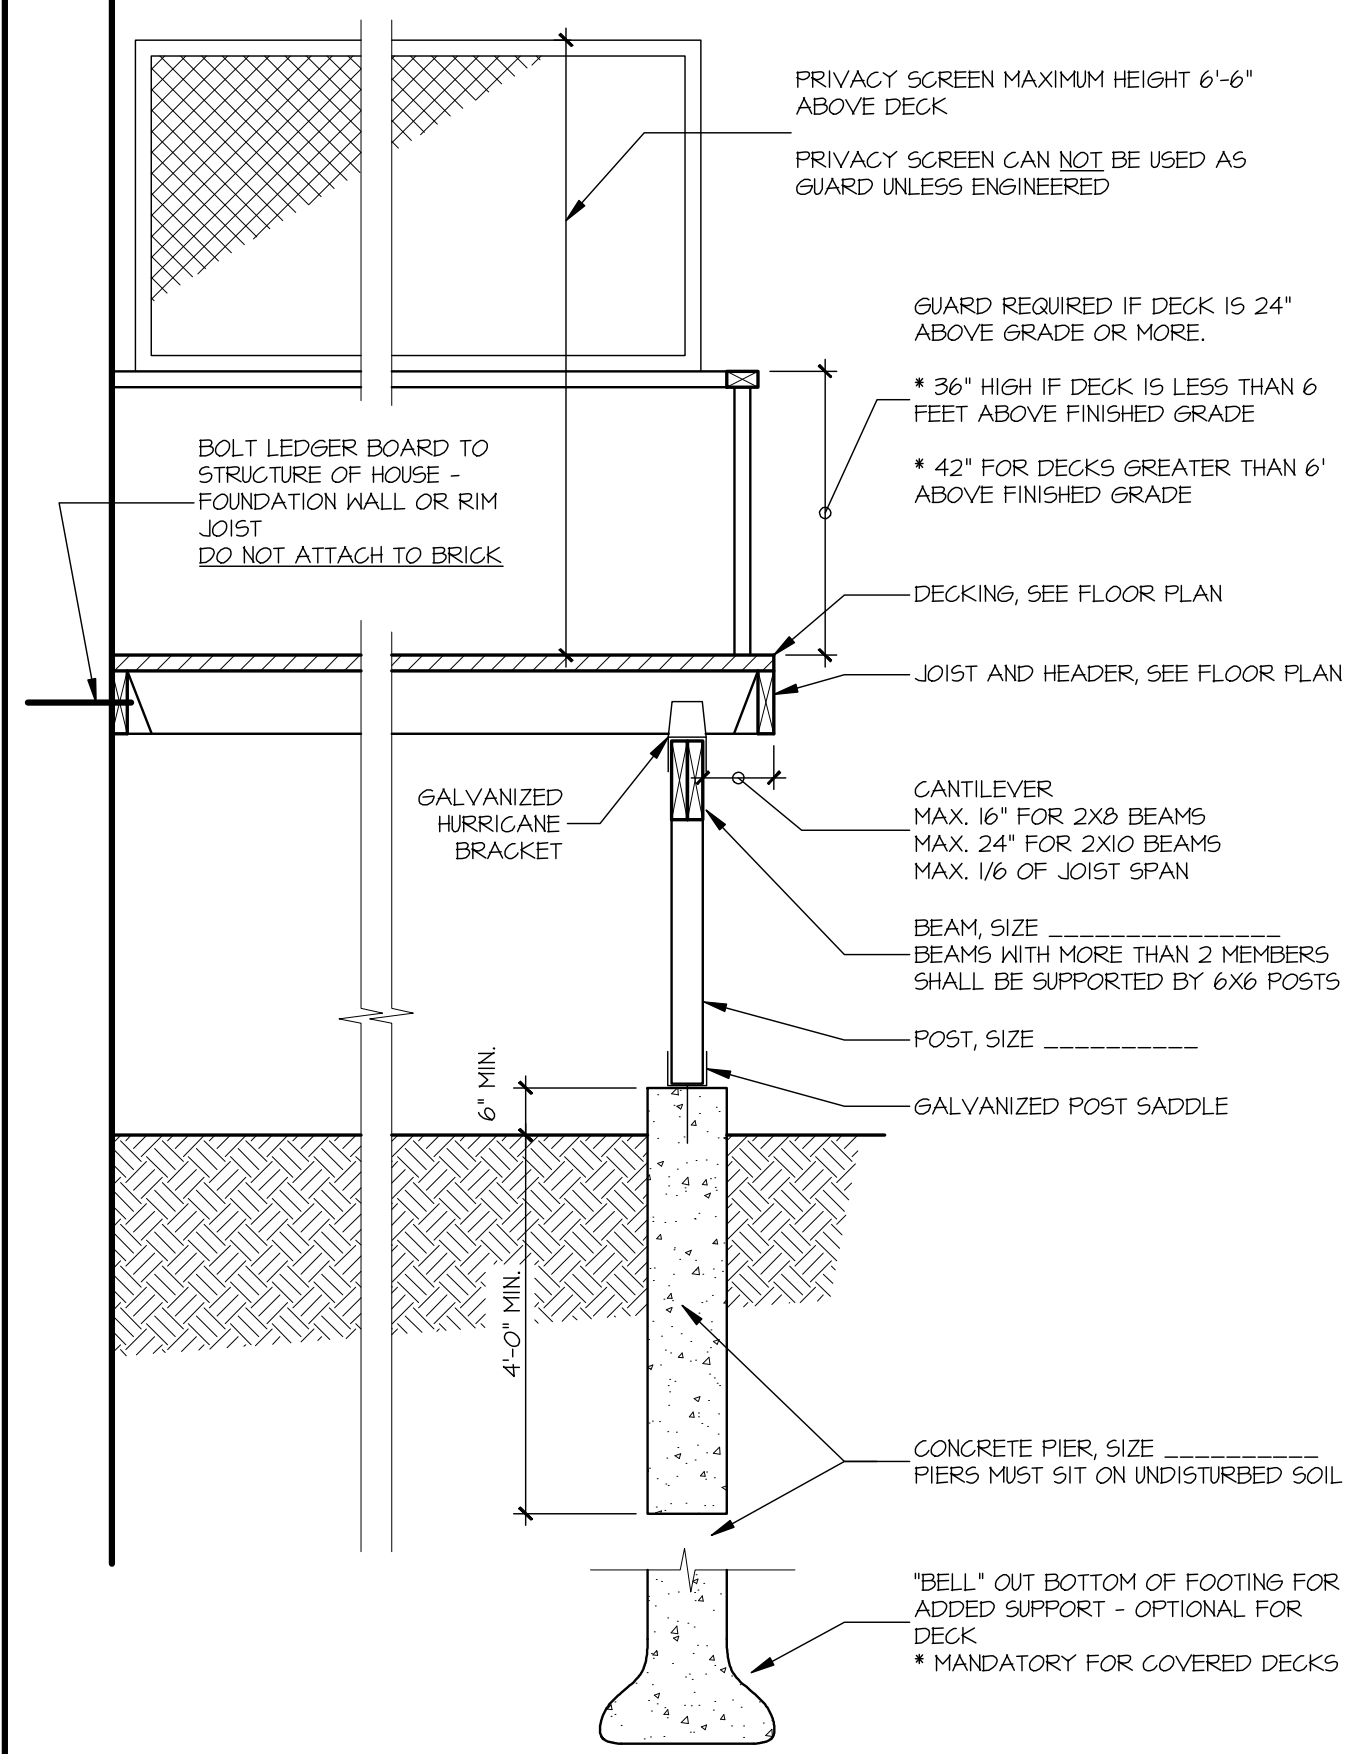 PRIVACY SCREEN MAXIMUM HEIGHT 6'-6"
ABOVE DECK
PRIVACY SCREEN CAN NOT BE USED AS
GUARD UNLESS ENGINEERED
GUARD REQUIRED IF DECK IS 24"
ABOVE GRADE OR MORE.
* 36" HIGH IF DECK IS LESS THAN 6
FEET ABOVE FINISHED GRADE
* 42" FOR DECKS GREATER THAN 6'
ABOVE FINISHED GRADE
BOLT LEDGER BOARD TO
STRUCTURE OF HOUSE -
FOUNDATION WALL OR RIM
JOIST
DO NOT ATTACH TO BRICK
DECKING, SEE FLOOR PLAN
JOIST AND HEADER, SEE FLOOR PLAN
GALVANIZED
HURRICANE
BRACKET
CANTILEVER
MAX. 16" FOR 2X8 BEAMS
MAX. 24" FOR 2X10 BEAMS
MAX. 1/6 OF JOIST SPAN
BEAM, SIZE _______________
BEAMS WITH MORE THAN 2 MEMBERS
SHALL BE SUPPORTED BY 6X6 POSTS
POST, SIZE __________
6" MIN.
GALVANIZED POST SADDLE
4'-0" MIN.
CONCRETE PIER, SIZE __________
PIERS MUST SIT ON UNDISTURBED SOIL
"BELL" OUT BOTTOM OF FOOTING FOR
ADDED SUPPORT - OPTIONAL FOR
DECK
* MANDATORY FOR COVERED DECKS